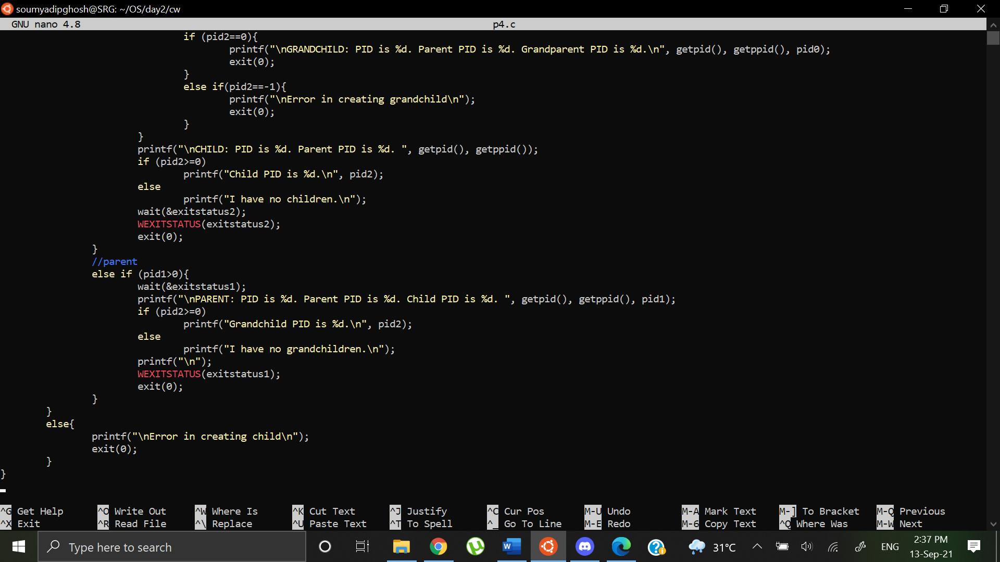 soumyadipghosh@SRG: ~/OS/day2/cw
GNU nano 4.8 p4.c
if (pid2==0){
printf("\nGRANDCHILD: PID is %d. Parent PID is %d. Grandparent PID is %d.\n", getpid(), getppid(), pid0);
exit(0);
}
else if(pid2==-1){
printf("\nError in creating grandchild\n");
exit(0);
}
}
printf("\nCHILD: PID is %d. Parent PID is %d. ", getpid(), getppid());
if (pid2>=0)
printf("Child PID is %d.\n", pid2);
else
printf("I have no children.\n");
wait(&exitstatus2);
WEXITSTATUS(exitstatus2);
exit(0);
}
//parent
else if (pid1>0){
wait(&exitstatus1);
printf("\nPARENT: PID is %d. Parent PID is %d. Child PID is %d. ", getpid(), getppid(), pid1);
if (pid2>=0)
printf("Grandchild PID is %d.\n", pid2);
else
printf("I have no grandchildren.\n");
printf("\n");
WEXITSTATUS(exitstatus1);
exit(0);
}
}
else{
printf("\nError in creating child\n");
exit(0);
}
}
^G Get Help ^O Write Out ^W Where Is ^K Cut Text ^J Justify ^C Cur Pos M-U Undo M-A Mark Text M-] To Bracket M-Q Previous
^X Exit ^R Read File ^\ Replace ^U Paste Text ^T To Spell ^_ Go To Line M-E Redo M-6 Copy Text ^Q Where Was M-W Next
Type here to search
31°C
ENG
2:37 PM
13-Sep-21